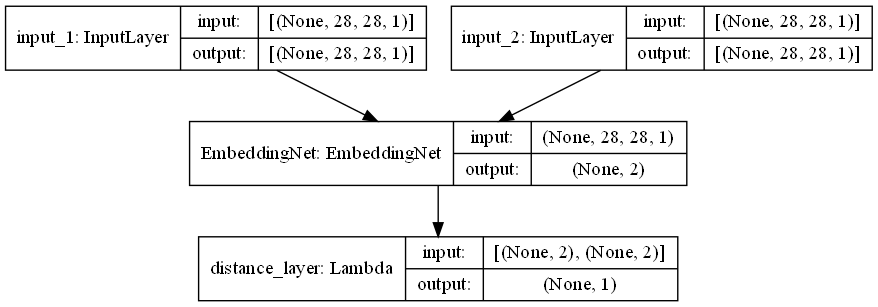 input_1: InputLayer
input: [(None, 28, 28, 1)]
output: [(None, 28, 28, 1)]
input_2: InputLayer
input: [(None, 28, 28, 1)]
output: [(None, 28, 28, 1)]
EmbeddingNet: EmbeddingNet
input: (None, 28, 28, 1)
output: (None, 2)
distance_layer: Lambda
input: [(None, 2), (None, 2)]
output: (None, 1)